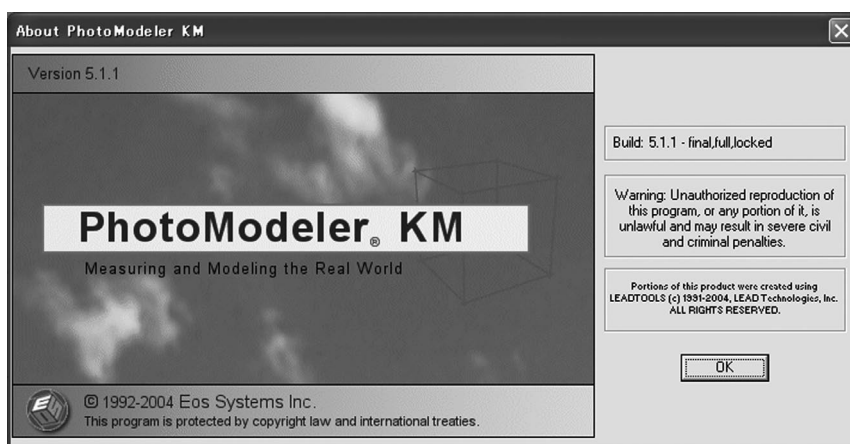 About PhotoModeler KM
Version 5.1.1
PhotoModeler® KM
Measuring and Modeling the Real World
© 1992-2004 Eos Systems Inc.
This program is protected by copyright law and international treaties.
Build: 5.1.1 - final,full,locked
Warning: Unauthorized reproduction of
this program, or any portion of it, is
unlawful and may result in severe civil
and criminal penalties.
Portions of this product were created using
LEADTOOLS (c) 1991-2004, LEAD Technologies, Inc.
ALL RIGHTS RESERVED.
OK